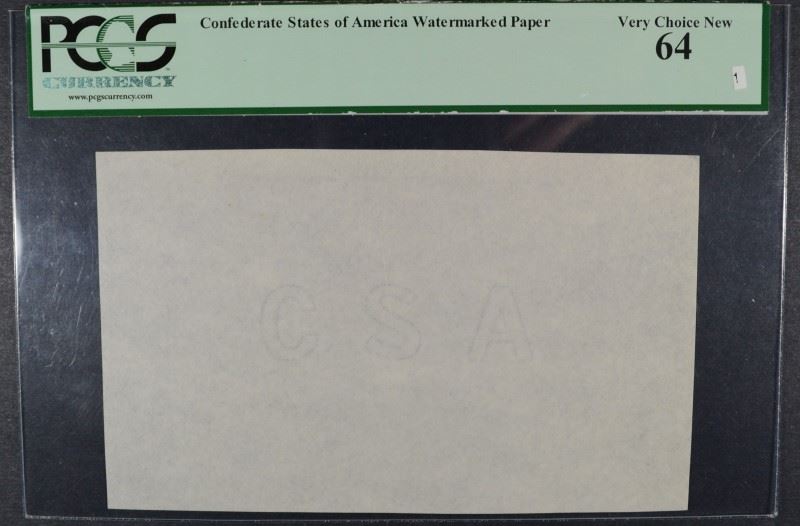 PCGS
CURRENCY
www.pcgscurrency.com
Confederate States of America Watermarked Paper
Very Choice New
64
1
C S A